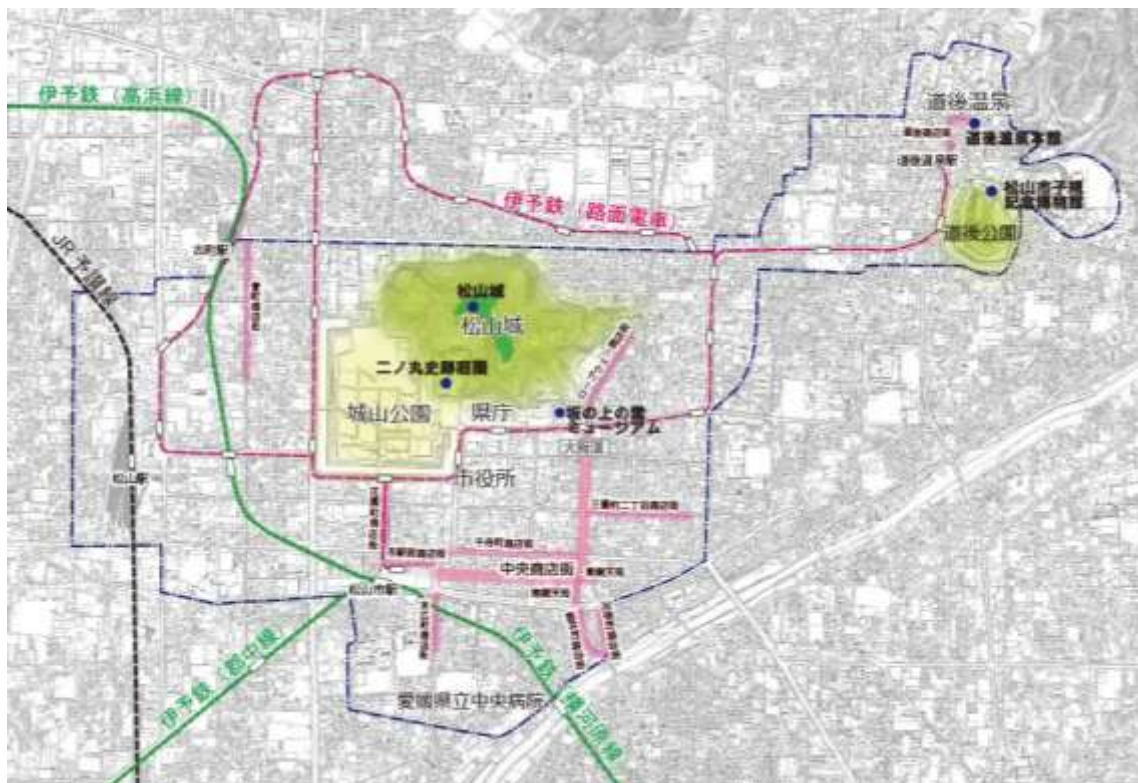 伊予鉄（高浜線）
道後温泉
道後温泉本館
道後温泉駅
松山市子規
記念博物館
道後公園
伊予鉄（路面電車）
JR予讃線
古町駅
松山城
松山城
ロープウェー商店街
二ノ丸史跡庭園
城山公園
県庁
坂の上の雲
ミュージアム
大街道
松山駅
市役所
三番町二丁目商店街
千舟町商店街
中央商店街
松山市駅
伊予鉄（郡中線）
伊予鉄（横河原線）
愛媛県立中央病院